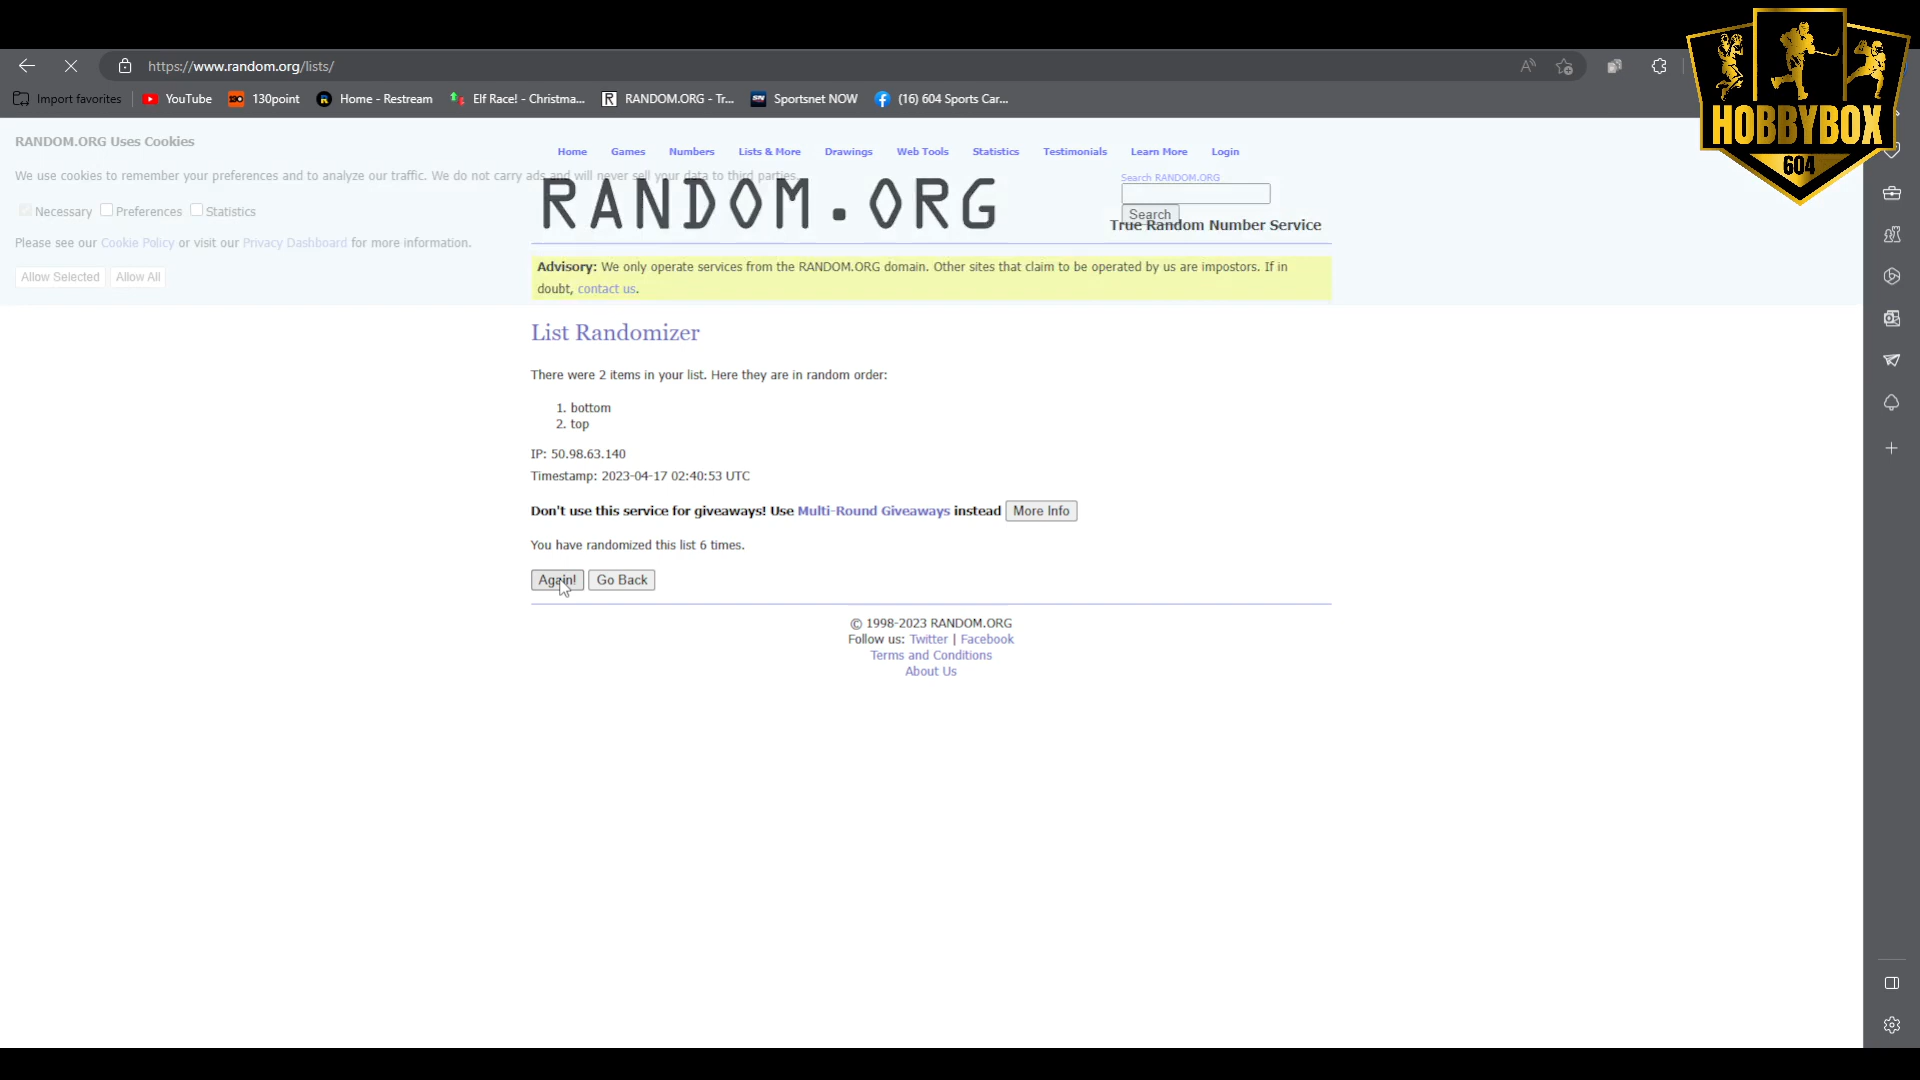 https://www.random.org/lists/
Import favorites
YouTube
130point
Home - Restream
Elf Race! - Christma...
RANDOM.ORG - Tr...
Sportsnet NOW
(16) 604 Sports Car...
HOBBYBOX
604
RANDOM.ORG Uses Cookies
We use cookies to remember your preferences and to analyze our traffic. We do not carry ads and will never sell your data to third parties.
Necessary Preferences Statistics
Please see our Cookie Policy or visit our Privacy Dashboard for more information.
Allow Selected Allow All
Home Games Numbers Lists & More Drawings Web Tools Statistics Testimonials Learn More Login
RANDOM.ORG
Search RANDOM.ORG
Search
True Random Number Service
Advisory: We only operate services from the RANDOM.ORG domain. Other sites that claim to be operated by us are impostors. If in
doubt, contact us.
List Randomizer
There were 2 items in your list. Here they are in random order:
1. bottom
2. top
IP: 50.98.63.140
Timestamp: 2023-04-17 02:40:53 UTC
Don't use this service for giveaways! Use Multi-Round Giveaways instead More Info
You have randomized this list 6 times.
Again! Go Back
© 1998-2023 RANDOM.ORG
Follow us: Twitter | Facebook
Terms and Conditions
About Us